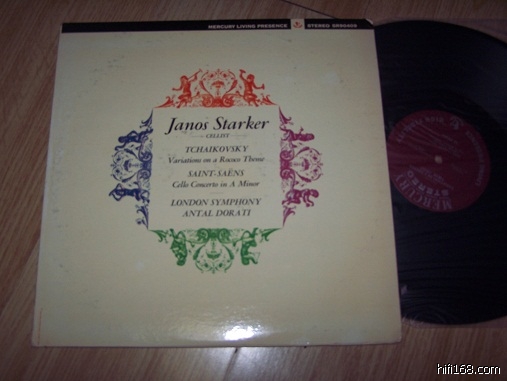 MERCURY LIVING PRESENCE
STEREO SR90409
Janos Starker
CELLIST
TCHAIKOVSKY
Variations on a Rococo Theme
SAINT-SAËNS
Cello Concerto in A Minor
LONDON SYMPHONY
ANTAL DORATI
MERCURY
STEREO
hifi168.com